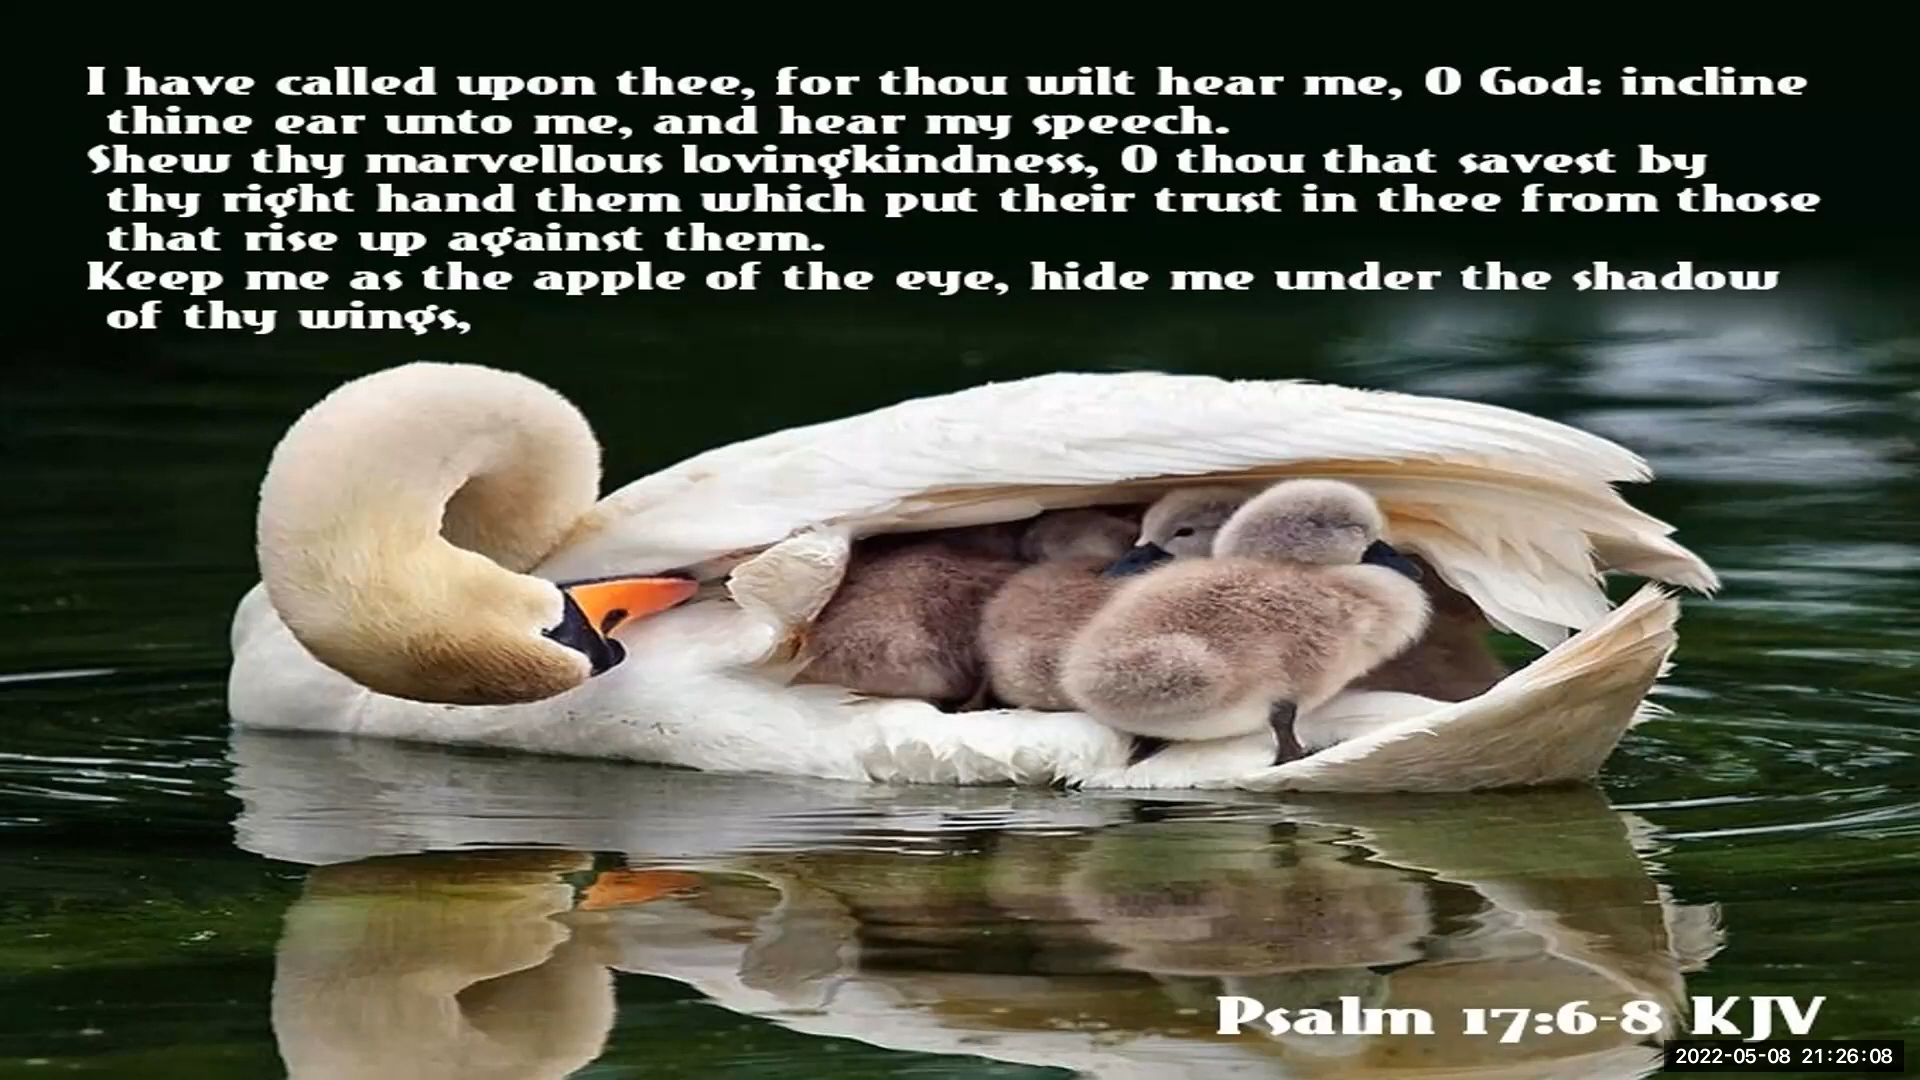 I have called upon thee, for thou wilt hear me, O God: incline
thine ear unto me, and hear my speech.
Shew thy marvellous lovingkindness, O thou that savest by
thy right hand them which put their trust in thee from those
that rise up against them.
Keep me as the apple of the eye, hide me under the shadow
of thy wings,
Psalm 17:6-8 KJV
2022-05-08 21:26:08